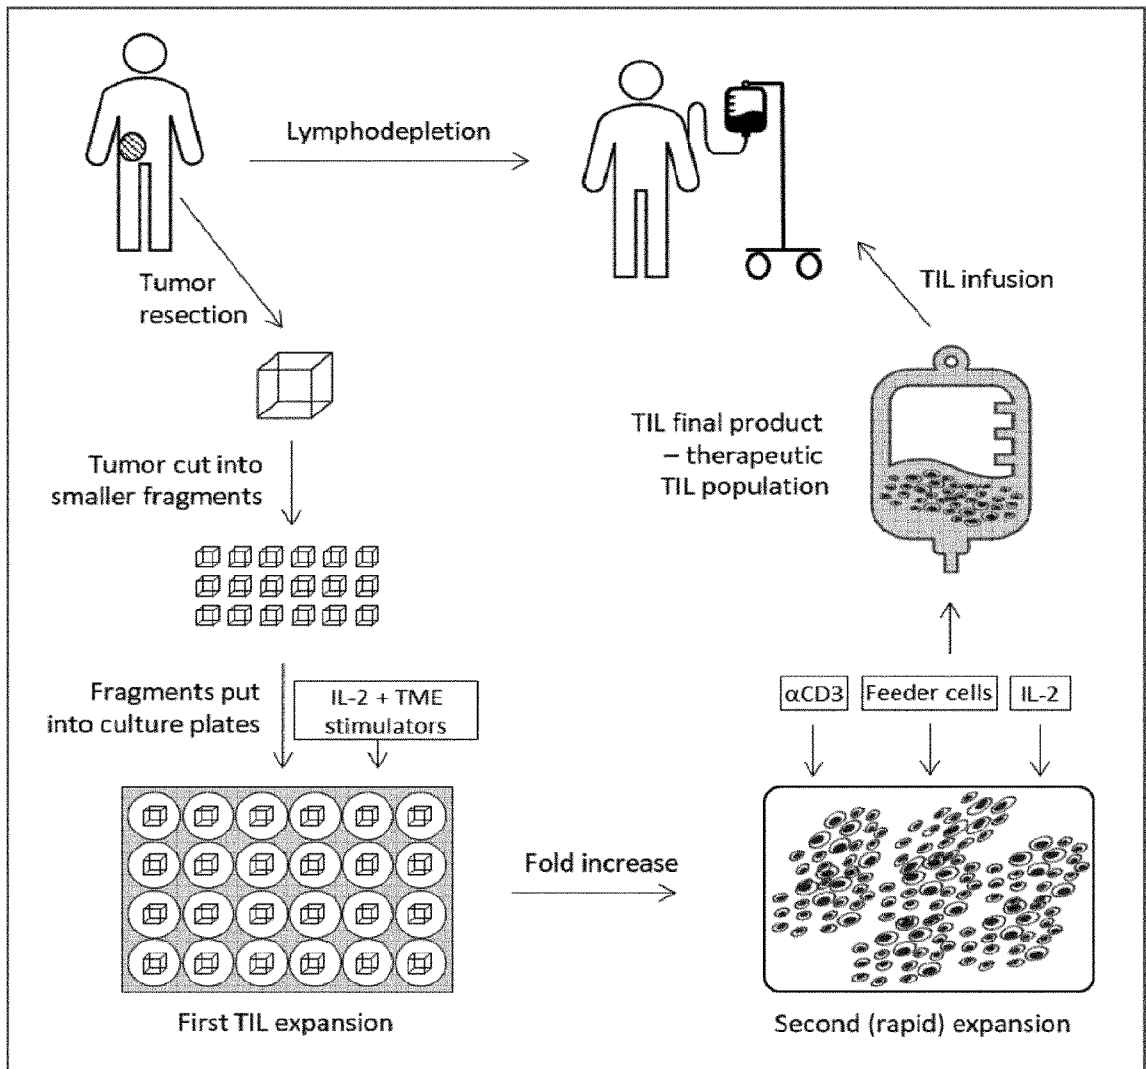 Lymphodepletion
Tumor
resection
TIL infusion
Tumor cut into
smaller fragments
TIL final product
– therapeutic
TIL population
Fragments put
into culture plates
IL-2 + TME
stimulators
αCD3
Feeder cells
IL-2
Fold increase
First TIL expansion
Second (rapid) expansion